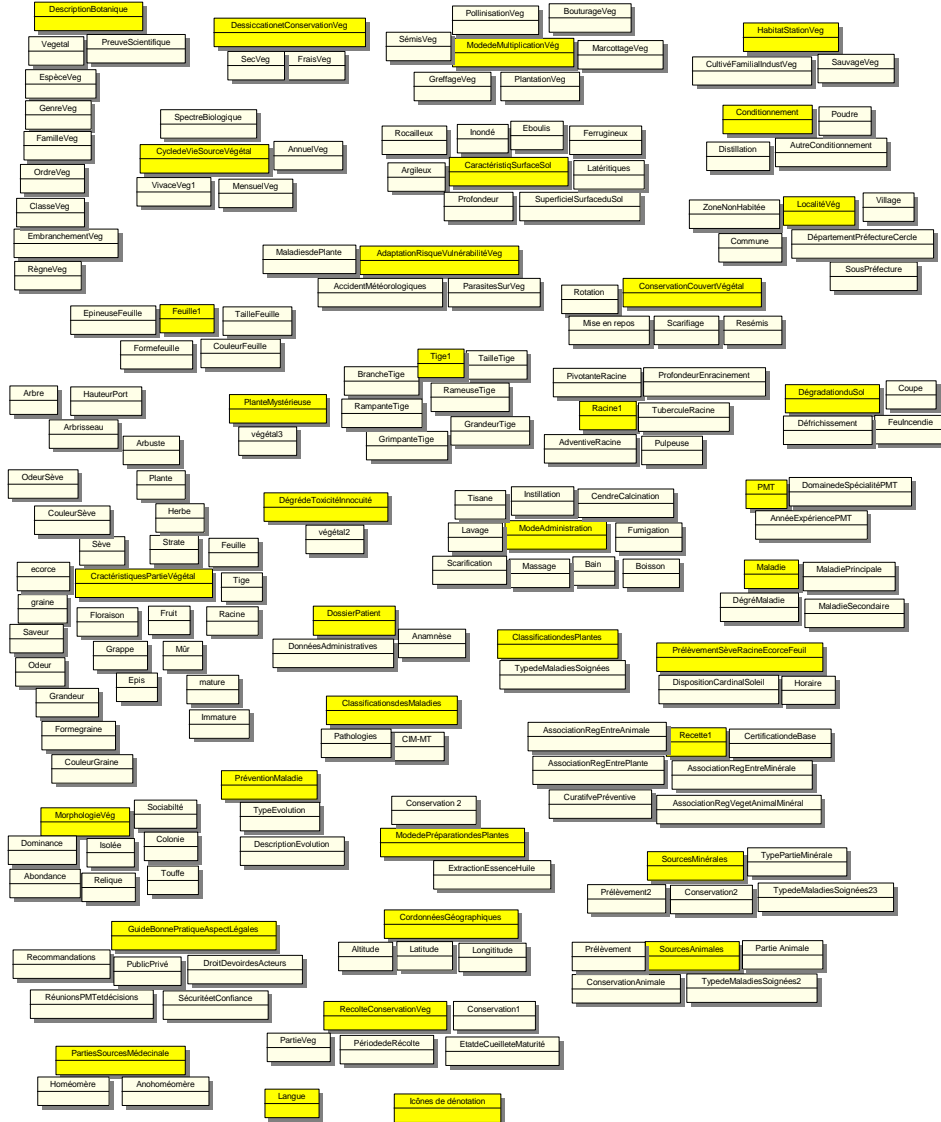 DescriptionBotanique
Vegetal
PreuveScientifique
EspèceVeg
GenreVeg
FamilleVeg
OrdreVeg
ClasseVeg
EmbranchementVeg
RègneVeg
DessiccationetConservationVeg
SecVeg
FraisVeg
PollinisationVeg
BouturageVeg
SémisVeg
ModedeMultiplicationVég
MarcottageVeg
GreffageVeg
PlantationVeg
HabitatStationVeg
CultivéFamilialIndustVeg
SauvageVeg
SpectreBiologique
CycledeVieSourceVégétal
AnnuelVeg
VivaceVeg1
MensuelVeg
Rocailleux
Inondé
Eboulis
Ferrugineux
Argileux
CaractéristiqSurfaceSol
Latéritiques
Profondeur
SuperficielSurfaceduSol
Conditionnement
Poudre
Distillation
AutreConditionnement
ZoneNonHabitée
LocalitéVég
Village
Commune
DépartementPréfectureCercle
SousPréfecture
MaladiesdePlante
AdaptationRisqueVulnérabilitéVeg
AccidentMétéorologiques
ParasitesSurVeg
Rotation
ConservationCouvertVégétal
Mise en repos
Scarifiage
Resémis
EpineuseFeuille
Feuille1
TailleFeuille
Formefeuille
CouleurFeuille
Tige1
TailleTige
BrancheTige
RameuseTige
RampanteTige
GrandeurTige
GrimpanteTige
PivotanteRacine
ProfondeurEnracinement
Racine1
TuberculeRacine
AdventiveRacine
Pulpeuse
DégradationduSol
Coupe
Défrichissement
FeuIncendie
Arbre
HauteurPort
Arbrisseau
Arbuste
PlanteMystérieuse
végétal3
OdeurSève
Plante
CouleurSève
Herbe
Sève
Strate
Feuille
ecorce
CractéristiquesPartieVégétal
Tige
graine
Floraison
Fruit
Racine
Saveur
Grappe
Mûr
Odeur
Epis
mature
Grandeur
Immature
Formegraine
CouleurGraine
DégrédeToxicitéInnocuité
végétal2
Tisane
Instillation
CendreCalcination
Lavage
ModeAdministration
Fumigation
Scarification
Massage
Bain
Boisson
PMT
DomainedeSpécialitéPMT
AnnéeExpériencePMT
Maladie
MaladiePrincipale
DégréMaladie
MaladieSecondaire
DossierPatient
DonnéesAdministratives
Anamnèse
ClassificationdesPlantes
TypedeMaladiesSoignées
PrélèvementSèveRacineEcorceFeuil
DispositionCardinalSoleil
Horaire
ClassificationsdesMaladies
Pathologies
CIM-MT
AssociationRegEntreAnimale
Recette1
CertificationdeBase
AssociationRegEntrePlante
AssociationRegEntreMinérale
CuratifvePréventive
AssociationRegVegetAnimalMinéral
PréventionMaladie
TypeEvolution
DescriptionEvolution
Conservation 2
ModedePréparationdesPlantes
ExtractionEssenceHuile
MorphologieVég
Sociabilté
Dominance
Isolée
Colonie
Abondance
Relique
Touffe
SourcesMinérales
TypePartieMinérale
Prélèvement2
Conservation2
TypedeMaladiesSoignées23
GuideBonnePratiqueAspectLégales
Recommandations
PublicPrivé
DroitDevoirdesActeurs
RéunionsPMTetdécisions
SécuritéetConfiance
CordonnéesGéographiques
Altitude
Latitude
Longititude
Prélèvement
SourcesAnimales
Partie Animale
ConservationAnimale
TypedeMaladiesSoignées2
RecolteConservationVeg
Conservation1
PartieVeg
PériodedeRécolte
EtatdeCueilleteMaturité
PartiesSourcesMédecinale
Homéomère
Anohoméomère
Langue
Icônes de dénotation